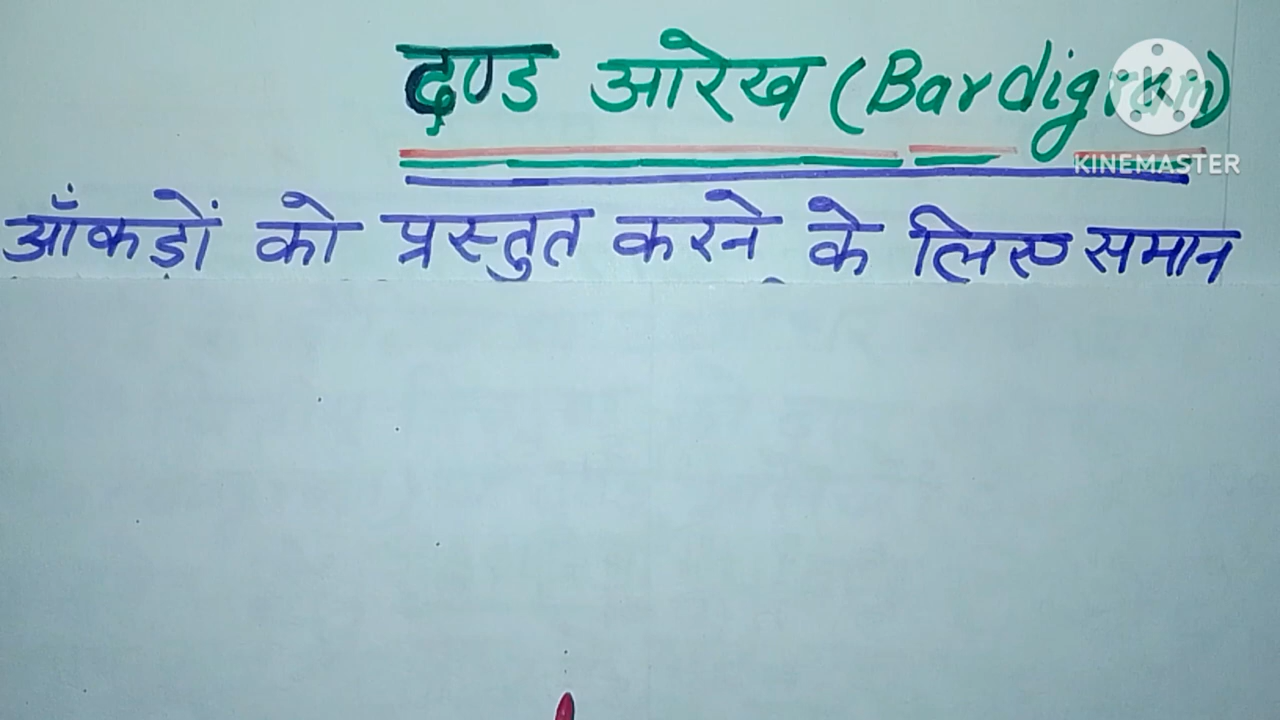 दण्ड आरेख (Bardig
KINEMASTER
आँकड़ों को प्रस्तुत करने के लिए समान